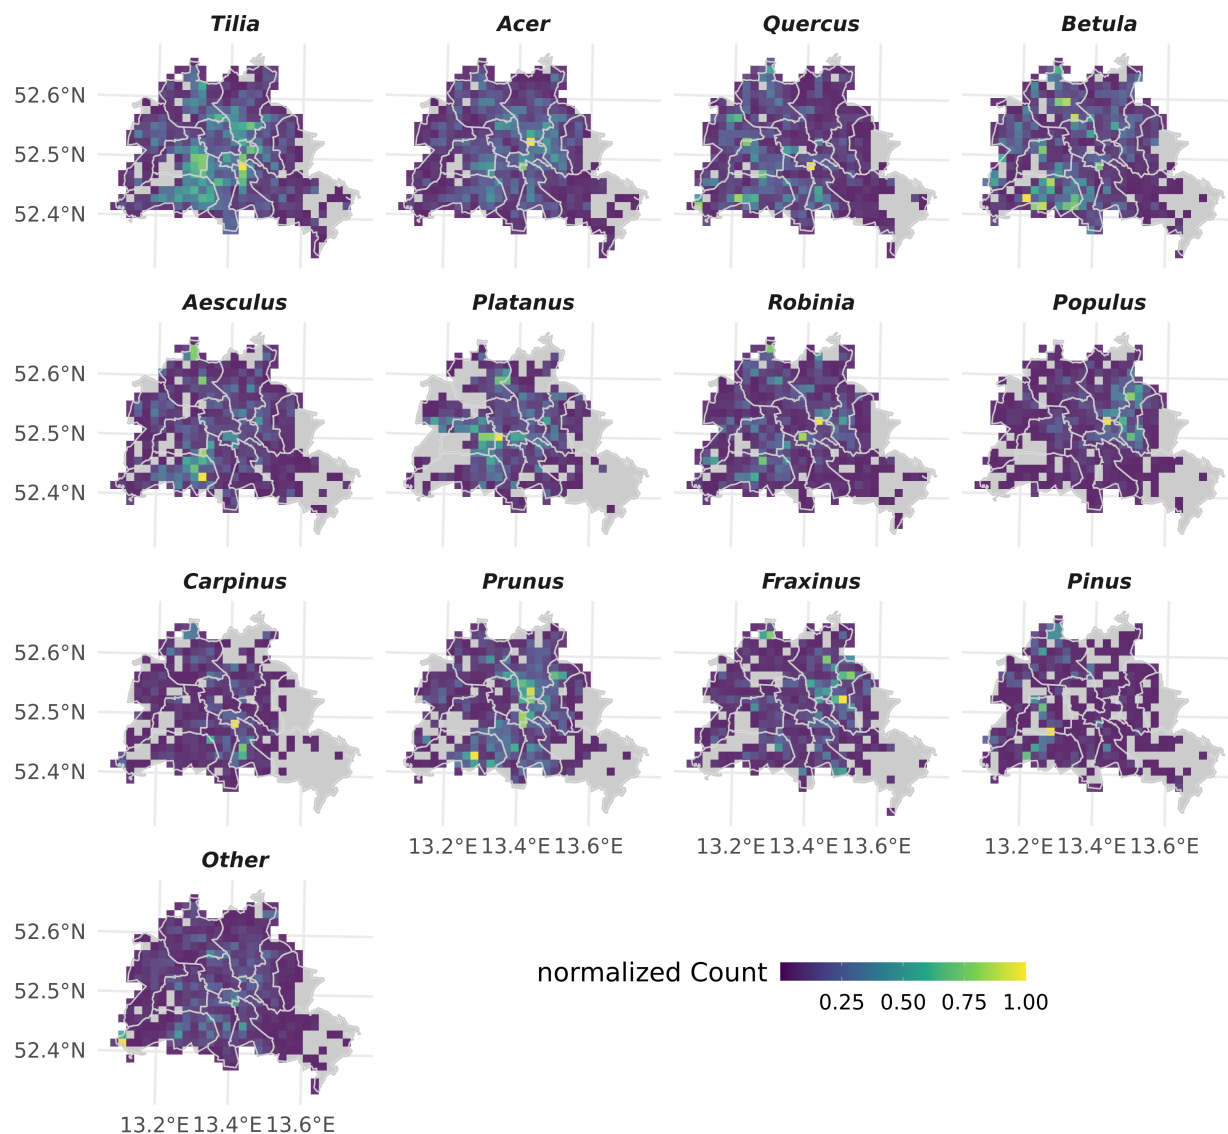 Tilia Acer Quercus Betula
52.6°N
52.5°N
52.4°N
Aesculus Platanus Robinia Populus
52.6°N
52.5°N
52.4°N
Carpinus Prunus Fraxinus Pinus
52.6°N
52.5°N
52.4°N
13.2°E 13.4°E 13.6°E 13.2°E 13.4°E 13.6°E 13.2°E 13.4°E 13.6°E
Other
52.6°N
52.5°N
52.4°N
13.2°E 13.4°E 13.6°E
normalized Count
0.25 0.50 0.75 1.00